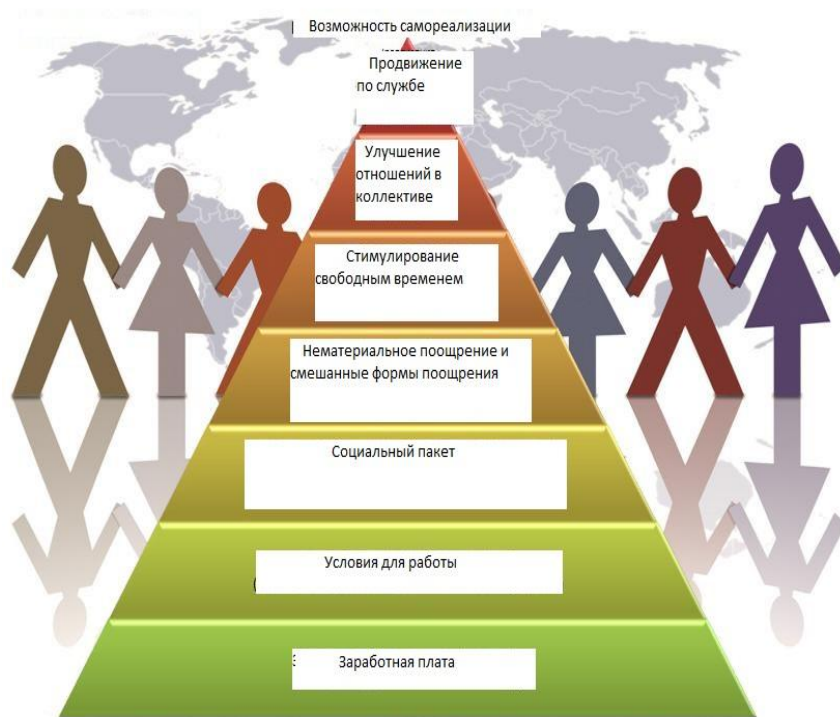 Возможность самореализации
Продвижение
по службе
Улучшение
отношений в
коллективе
Стимулирование
свободным временем
Нематериальное поощрение и
смешанные формы поощрения
Социальный пакет
Условия для работы
Заработная плата